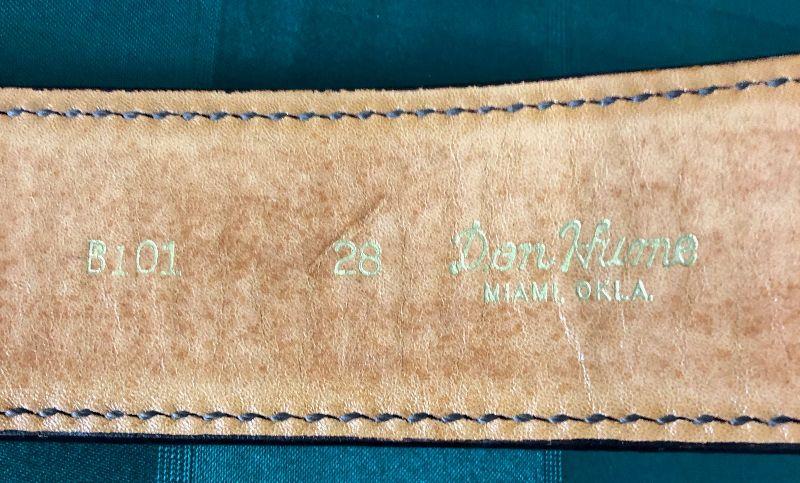 B101 28 Don Hume
MIAMI, OKLA.